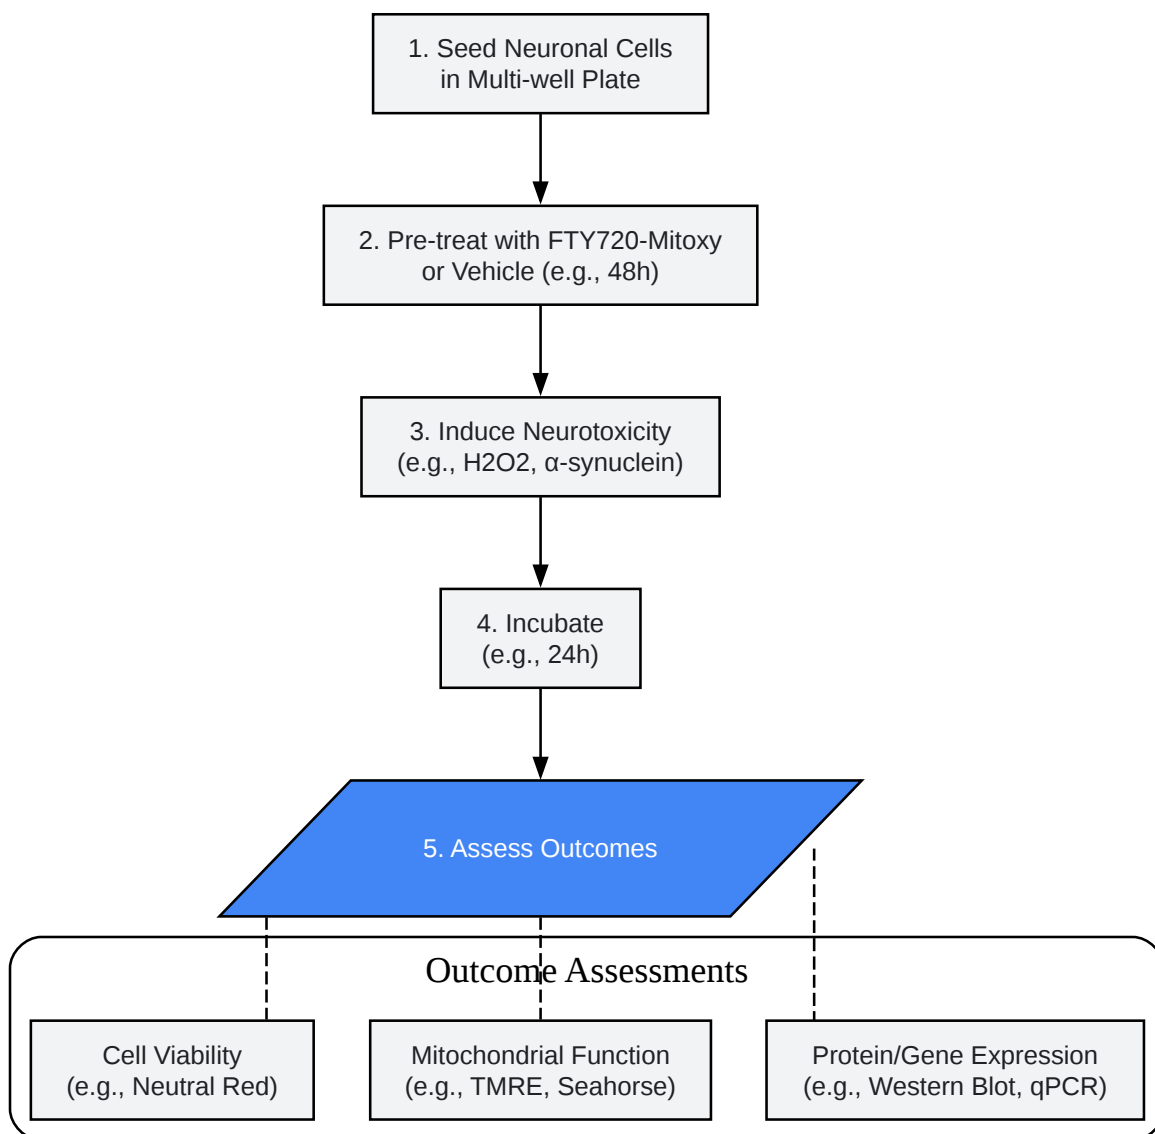 1. Seed Neuronal Cells
in Multi-well Plate
2. Pre-treat with FTY720-Mitoxy
or Vehicle (e.g., 48h)
3. Induce Neurotoxicity
(e.g., H2O2, α-synuclein)
4. Incubate
(e.g., 24h)
5. Assess Outcomes
Outcome Assessments
Cell Viability
(e.g., Neutral Red)
Mitochondrial Function
(e.g., TMRE, Seahorse)
Protein/Gene Expression
(e.g., Western Blot, qPCR)